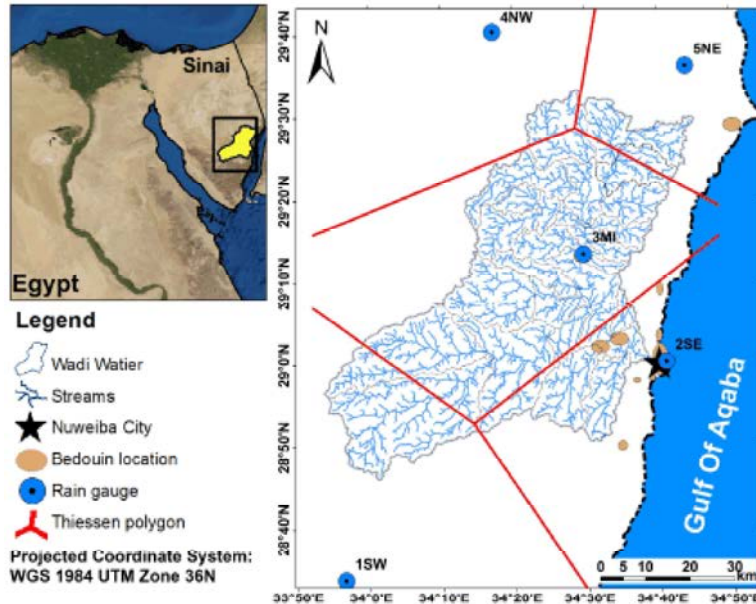 Sinai
Egypt
Legend
Wadi Watier
Streams
Nuweiba City
Bedouin location
Rain gauge
Thiessen polygon
Projected Coordinate System:
WGS 1984 UTM Zone 36N
N
4NW
5NE
3MI
2SE
1SW
Gulf Of Aqaba
29°40'N
29°30'N
29°20'N
29°10'N
29°0'N
28°50'N
28°40'N
0 5 10 15 20 30
km
33°50'E 34°0'E 34°10'E 34°20'E 34°30'E 34°40'E 34°50'E